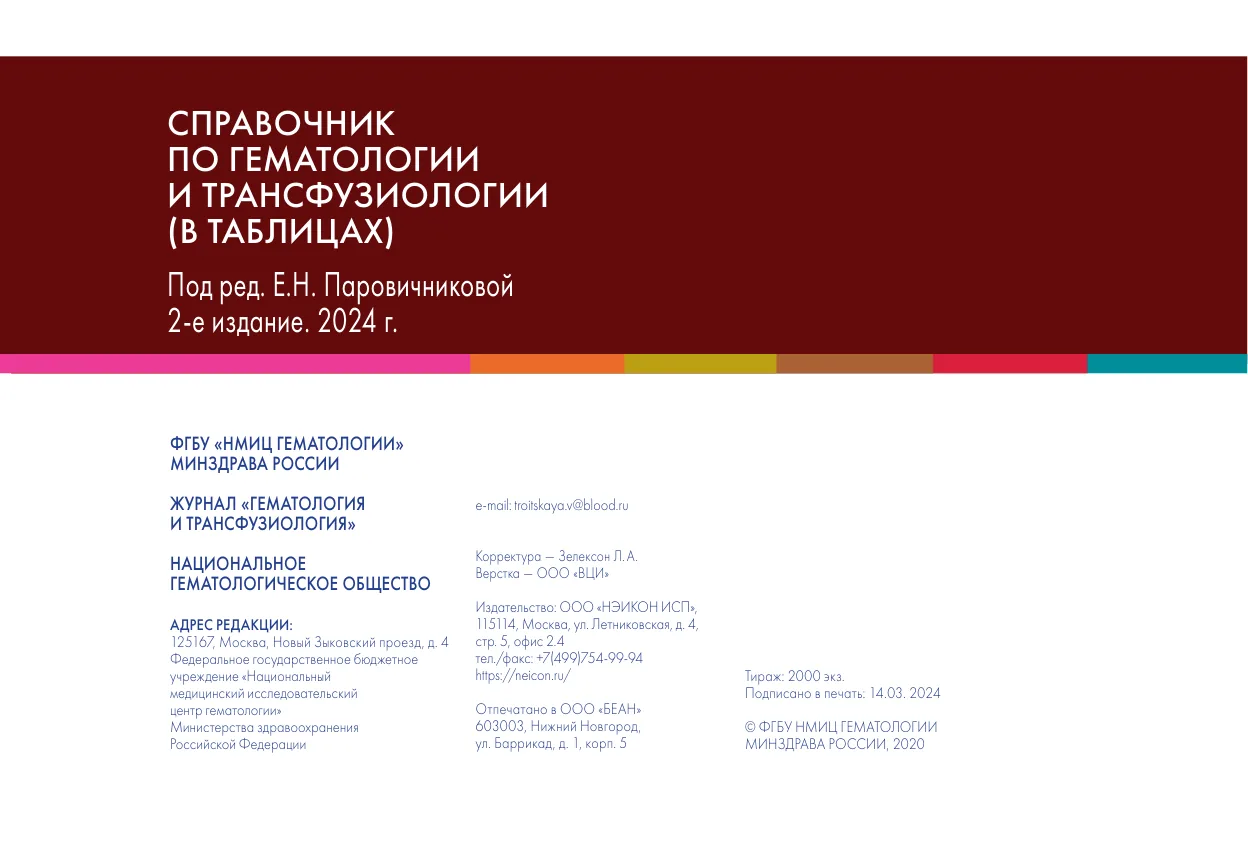 СПРАВОЧНИК
ПО ГЕМАТОЛОГИИ
И ТРАНСФУЗИОЛОГИИ
(В ТАБЛИЦАХ)
Под ред. Е.Н. Паровичниковой
2-е издание. 2024 г.
ФГБУ «НМИЦ ГЕМАТОЛОГИИ»
МИНЗДРАВА РОССИИ
ЖУРНАЛ «ГЕМАТОЛОГИЯ
И ТРАНСФУЗИОЛОГИЯ»
НАЦИОНАЛЬНОЕ
ГЕМАТОЛОГИЧЕСКОЕ ОБЩЕСТВО
АДРЕС РЕДАКЦИИ:
125167, Москва, Новый Зыковский проезд, д. 4
Федеральное государственное бюджетное
учреждение «Национальный
медицинский исследовательский
центр гематологии»
Министерства здравоохранения
Российской Федерации
e-mail: troitskaya.v@blood.ru
Корректура — Зелексон Л. А.
Верстка — ООО «ВЦИ»
Издательство: ООО «НЭИКОН ИСП»,
115114, Москва, ул. Летниковская, д. 4,
стр. 5, офис 2.4
тел./факс: +7(499)754-99-94
https://neicon.ru/
Отпечатано в ООО «БЕАН»
603003, Нижний Новгород,
ул. Баррикад, д. 1, корп. 5
Тираж: 2000 экз.
Подписано в печать: 14.03. 2024
© ФГБУ НМИЦ ГЕМАТОЛОГИИ
МИНЗДРАВА РОССИИ, 2020